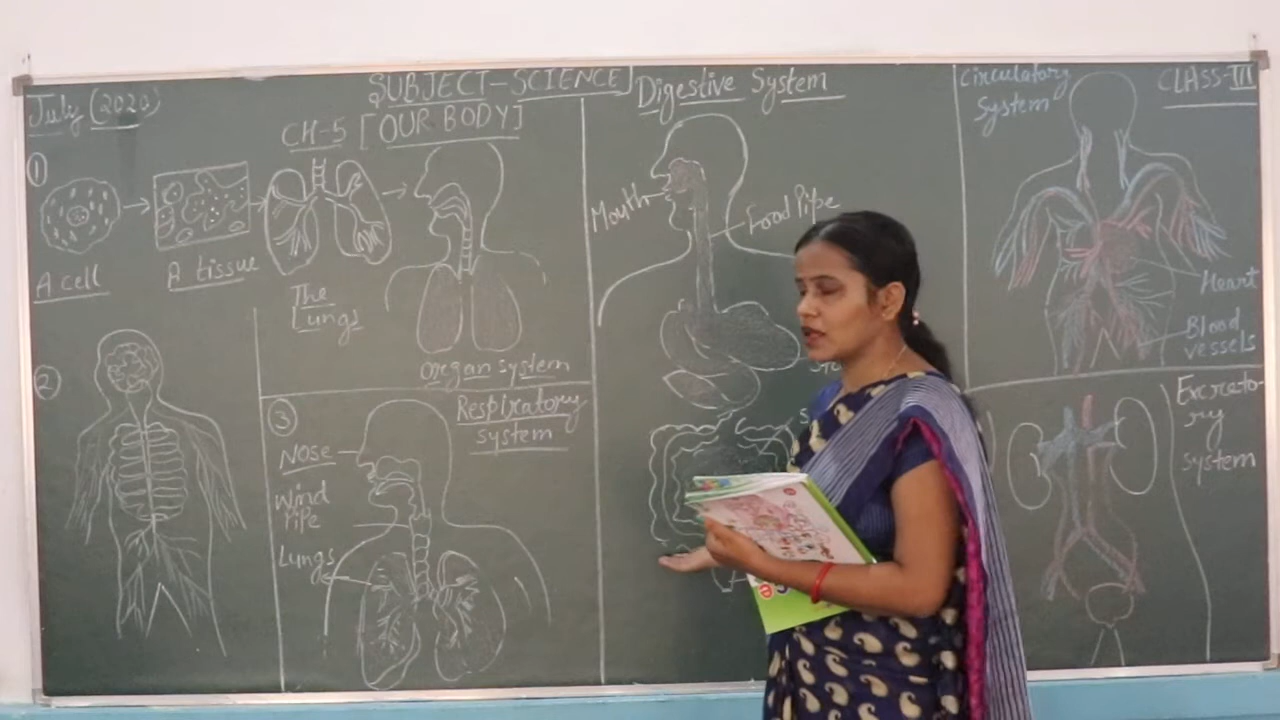 July (2020)
SUBJECT-SCIENCE
CH-5 [OUR BODY]
CLASS-III
1
A cell
A tissue
The
Lungs
organ system
2
3
Respiratory
system
Nose
Wind
Pipe
Lungs
Digestive System
Mouth
Food Pipe
Circulatory
System
Heart
Blood
vessels
Excreto-
ry
system